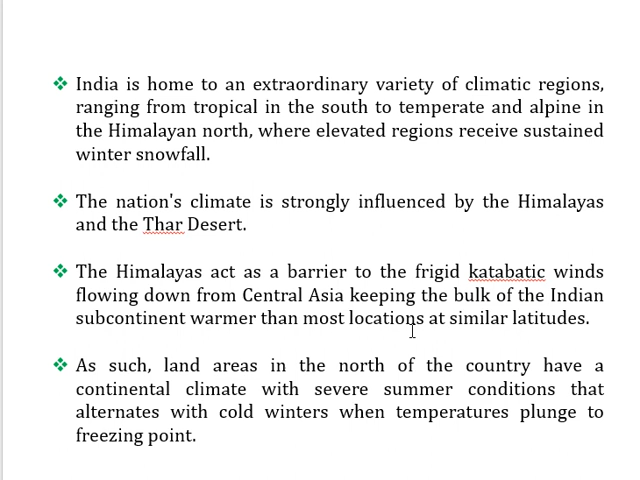 India is home to an extraordinary variety of climatic regions,
ranging from tropical in the south to temperate and alpine in
the Himalayan north, where elevated regions receive sustained
winter snowfall.
The nation's climate is strongly influenced by the Himalayas
and the Thar Desert.
The Himalayas act as a barrier to the frigid katabatic winds
flowing down from Central Asia keeping the bulk of the Indian
subcontinent warmer than most locations at similar latitudes.
As such, land areas in the north of the country have a
continental climate with severe summer conditions that
alternates with cold winters when temperatures plunge to
freezing point.